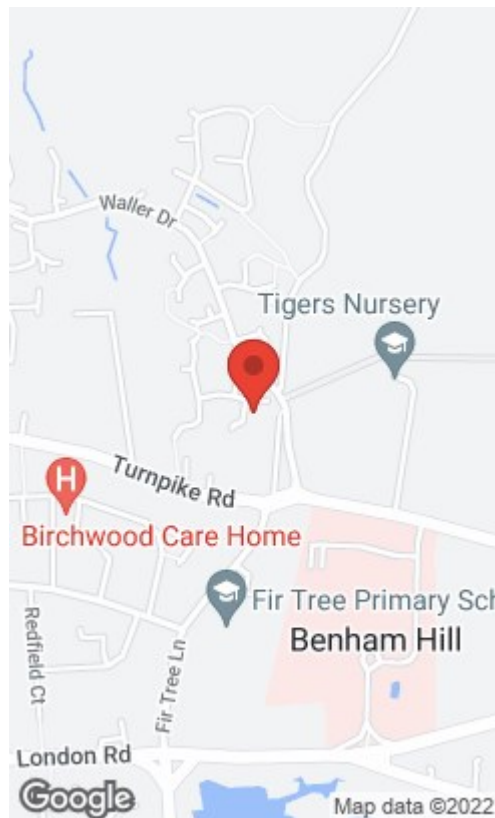 Waller Dr
Tigers Nursery
Turnpike Rd
H
Birchwood Care Home
Fir Tree Primary Sch
Benham Hill
Redfield Ct
Fir Tree Ln
London Rd
Google
Map data ©2022